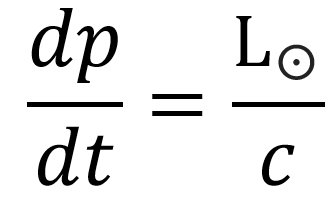 dp/dt = L☉/c